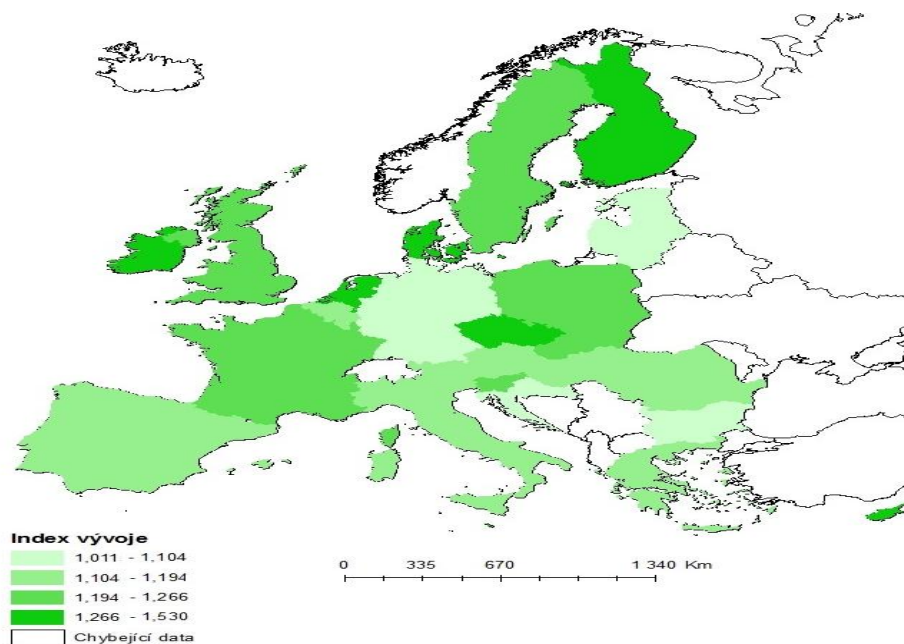 Index vývoje
1,011 - 1,104
1,104 - 1,194
1,194 - 1,266
1,266 - 1,530
Chybející data
0 335 670 1 340 Km